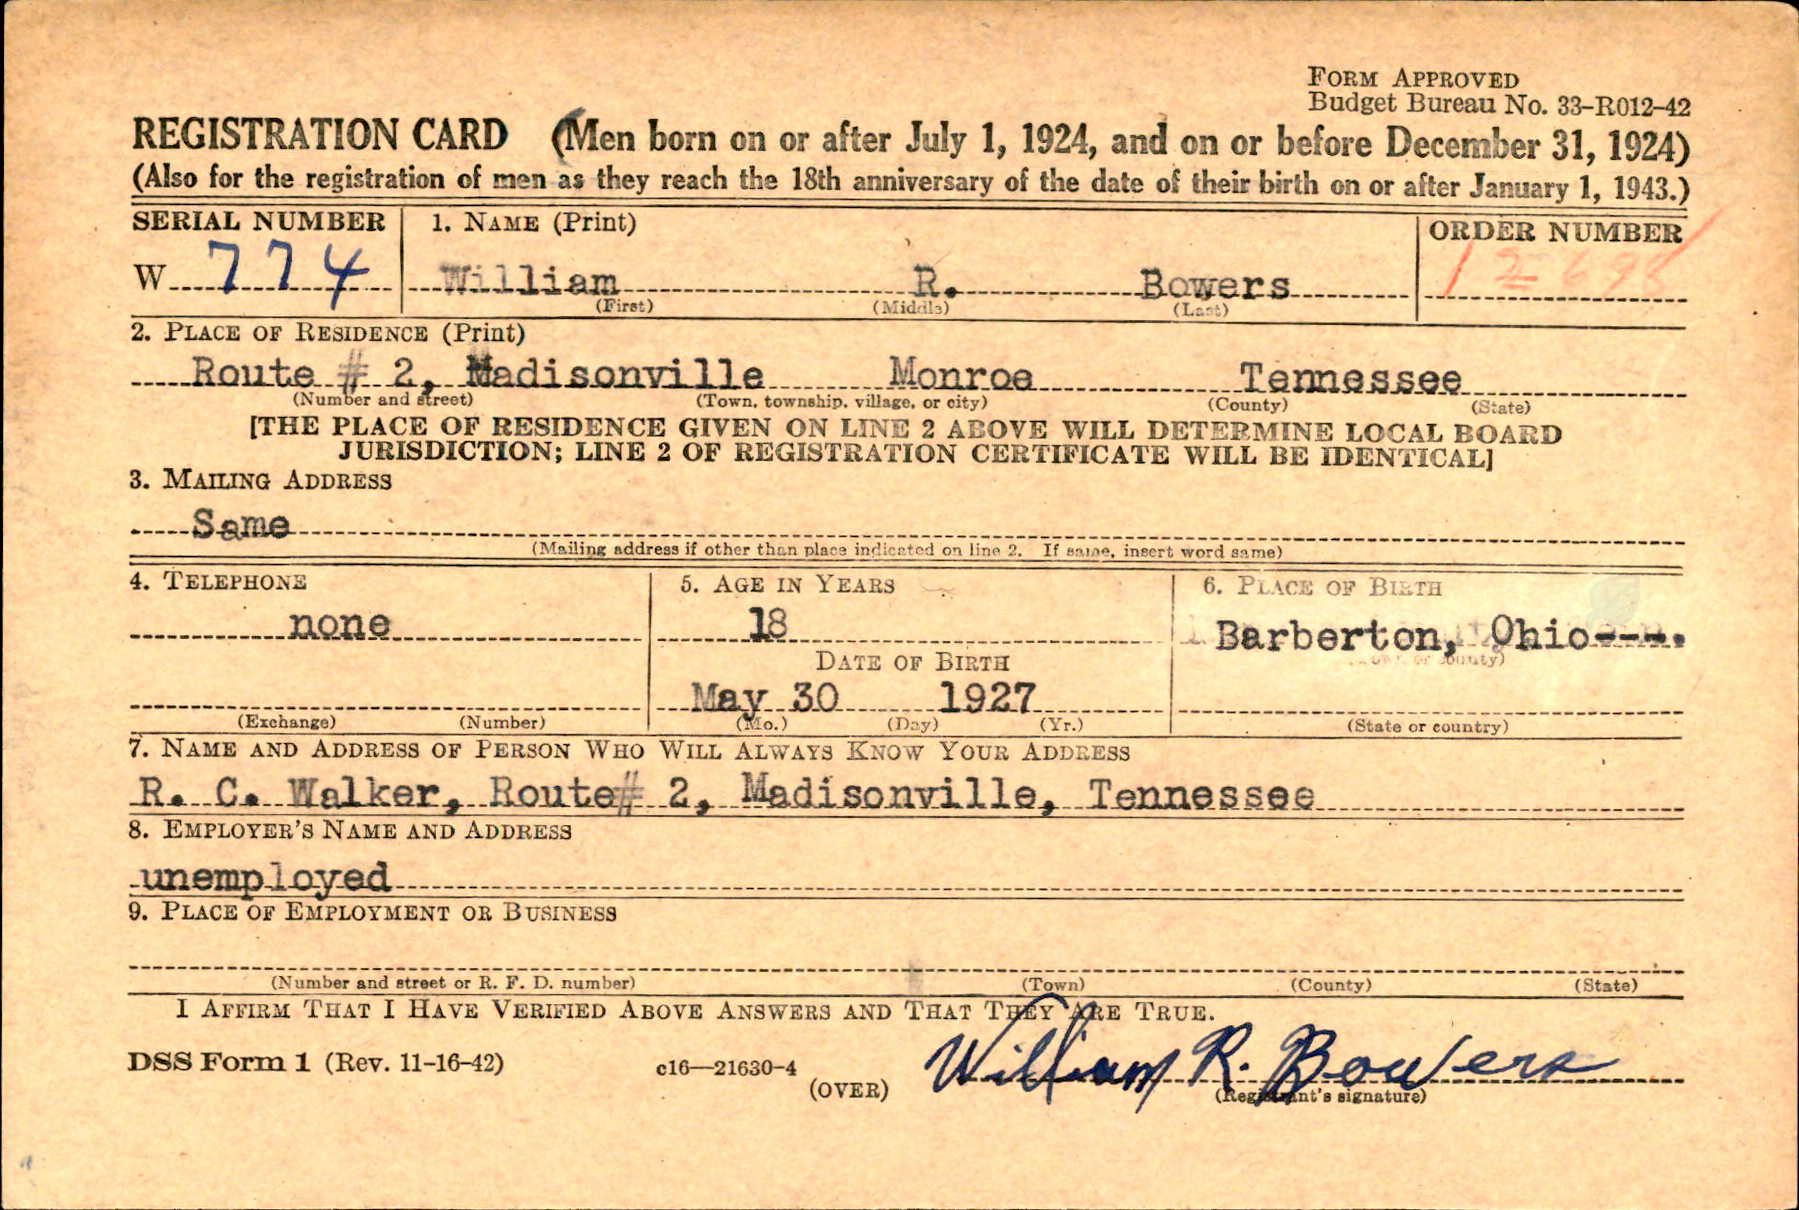 FORM APPROVED
Budget Bureau No. 33-R012-42
REGISTRATION CARD (Men born on or after July 1, 1924, and on or before December 31, 1924)
(Also for the registration of men as they reach the 18th anniversary of the date of their birth on or after January 1, 1943.)
SERIAL NUMBER 1. NAME (Print) ORDER NUMBER
W 774 William R. Bowers 12698
(First) (Middle) (Last)
2. PLACE OF RESIDENCE (Print)
Route # 2, Madisonville Monroe Tennessee
(Number and street) (Town, township, village, or city) (County) (State)
[THE PLACE OF RESIDENCE GIVEN ON LINE 2 ABOVE WILL DETERMINE LOCAL BOARD
JURISDICTION; LINE 2 OF REGISTRATION CERTIFICATE WILL BE IDENTICAL]
3. MAILING ADDRESS
Same
(Mailing address if other than place indicated on line 2. If same, insert word same)
4. TELEPHONE 5. AGE IN YEARS 6. PLACE OF BIRTH
none 18 Barberton, Ohio---.
DATE OF BIRTH or county)
May 30 1927
(Exchange) (Number) (Mo.) (Day) (Yr.) (State or country)
7. NAME AND ADDRESS OF PERSON WHO WILL ALWAYS KNOW YOUR ADDRESS
R. C. Walker, Route# 2, Madisonville, Tennessee
8. EMPLOYER'S NAME AND ADDRESS
unemployed
9. PLACE OF EMPLOYMENT OR BUSINESS
(Number and street or R. F. D. number) (Town) (County) (State)
I AFFIRM THAT I HAVE VERIFIED ABOVE ANSWERS AND THAT THEY ARE TRUE.
DSS Form 1 (Rev. 11-16-42) c16—21630-4 (OVER) William R. Bowers
(Registrant's signature)